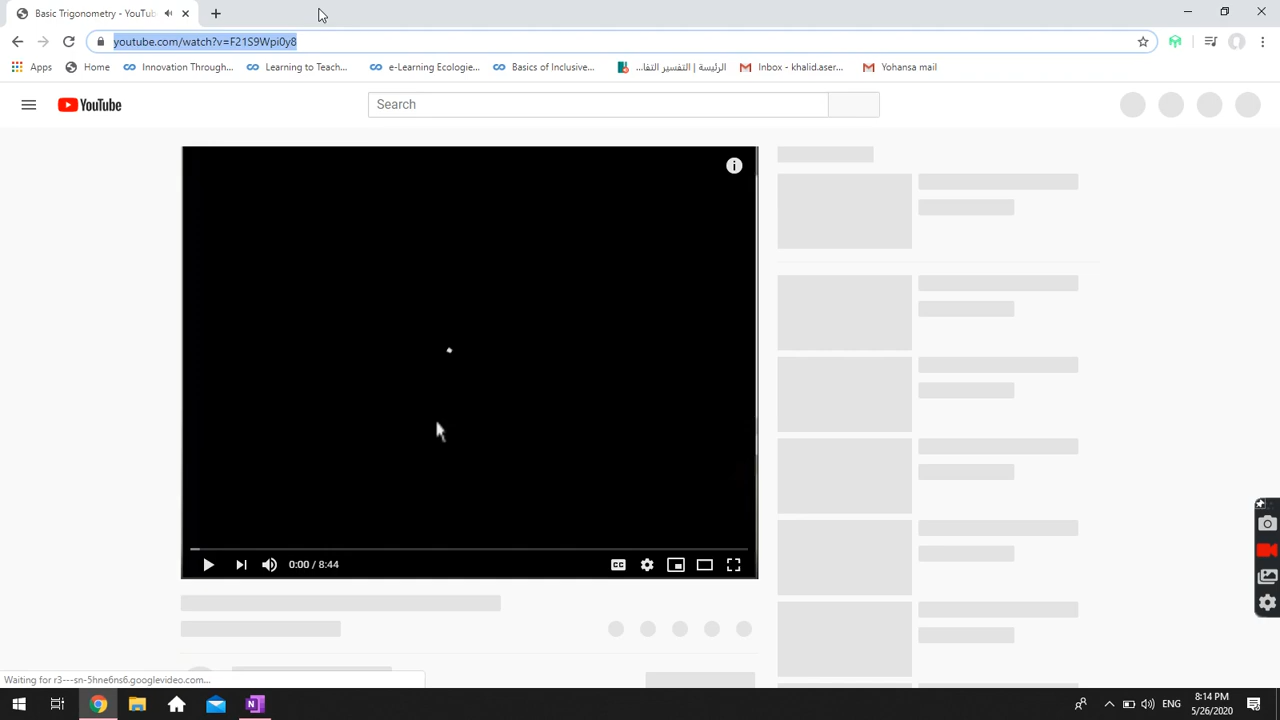 Basic Trigonometry - YouTub
youtube.com/watch?v=F21S9Wpi0y8
Apps Home Innovation Through... Learning to Teach... e-Learning Ecologie... Basics of Inclusive... الرئيسة | التفسير التفا... Inbox - khalid.aser... Yohansa mail
YouTube
Search
0:00 / 8:44
CC
Waiting for r3---sn-5hne6ns6.googlevideo.com...
ENG
8:14 PM
5/26/2020